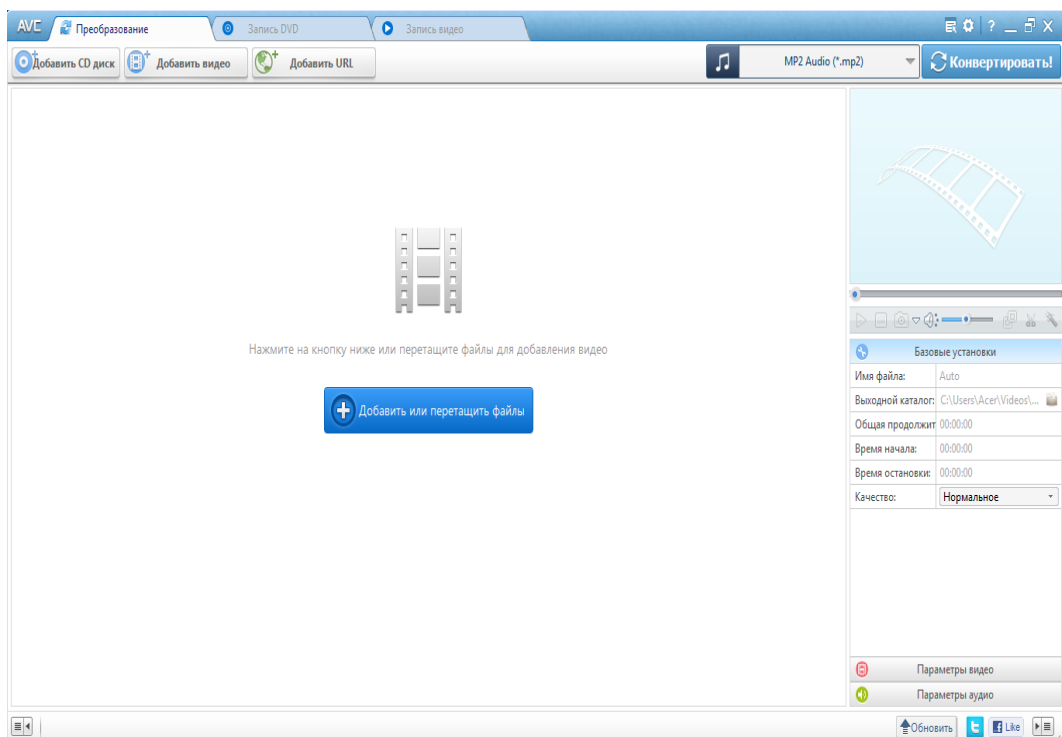 AVC Преобразование Запись DVD Запись видео ?
Добавить CD диск Добавить видео Добавить URL MP2 Audio (*.mp2) Конвертировать!
Нажмите на кнопку ниже или перетащите файлы для добавления видео
Добавить или перетащить файлы
Базовые установки
Имя файла: Auto
Выходной каталог: C:\Users\Acer\Videos\...
Общая продолжит 00:00:00
Время начала: 00:00:00
Время остановки: 00:00:00
Качество: Нормальное
Параметры видео
Параметры аудио
Обновить Like